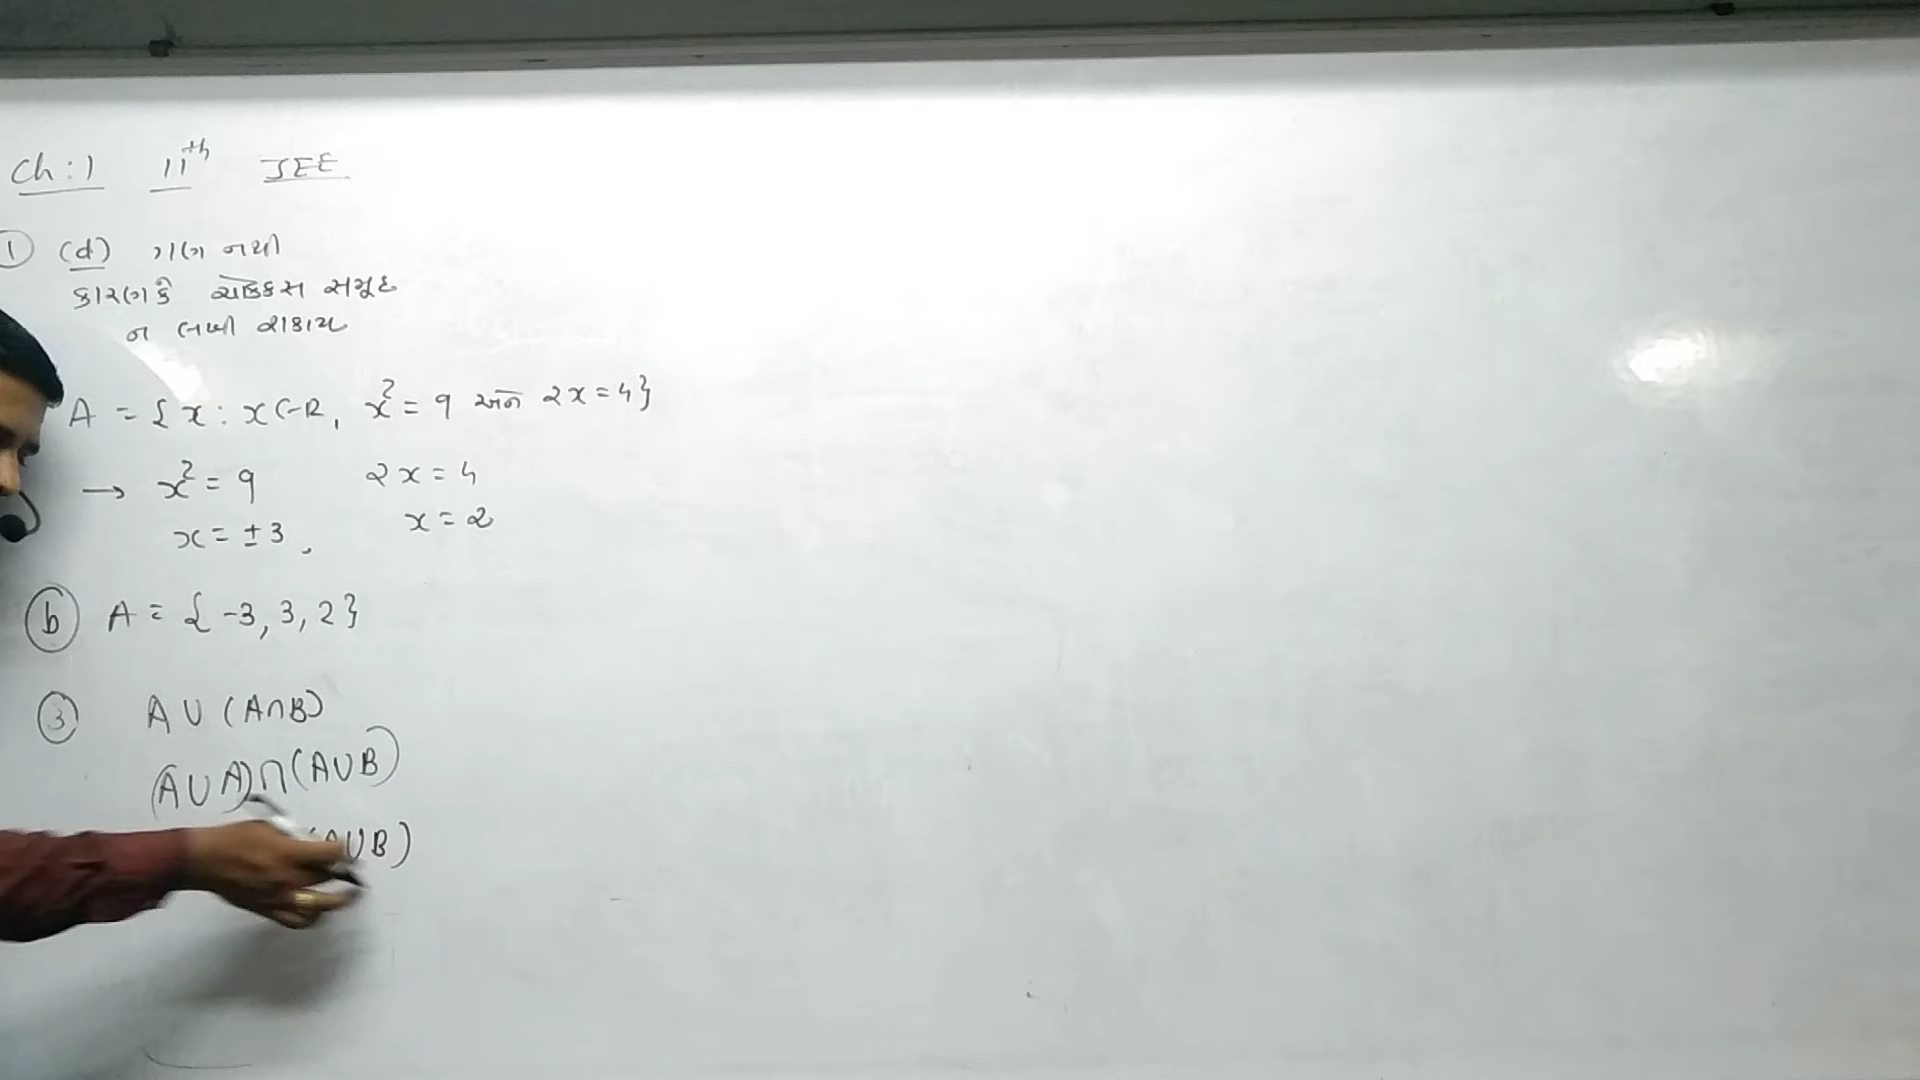 Ch:1 11th JEE
① (d) ગણ નથી
કારણકે ચોક્કસ સમૂહ
ન લખી શકાય
A = {x : x ∈ R, x² = 9 અને 2x = 4}
→ x² = 9 2x = 4
x = ±3, x = 2
ⓑ A = {-3, 3, 2}
③ A ∪ (A∩B)
(A ∪ A) ∩ (A∪B)
(A∪B)